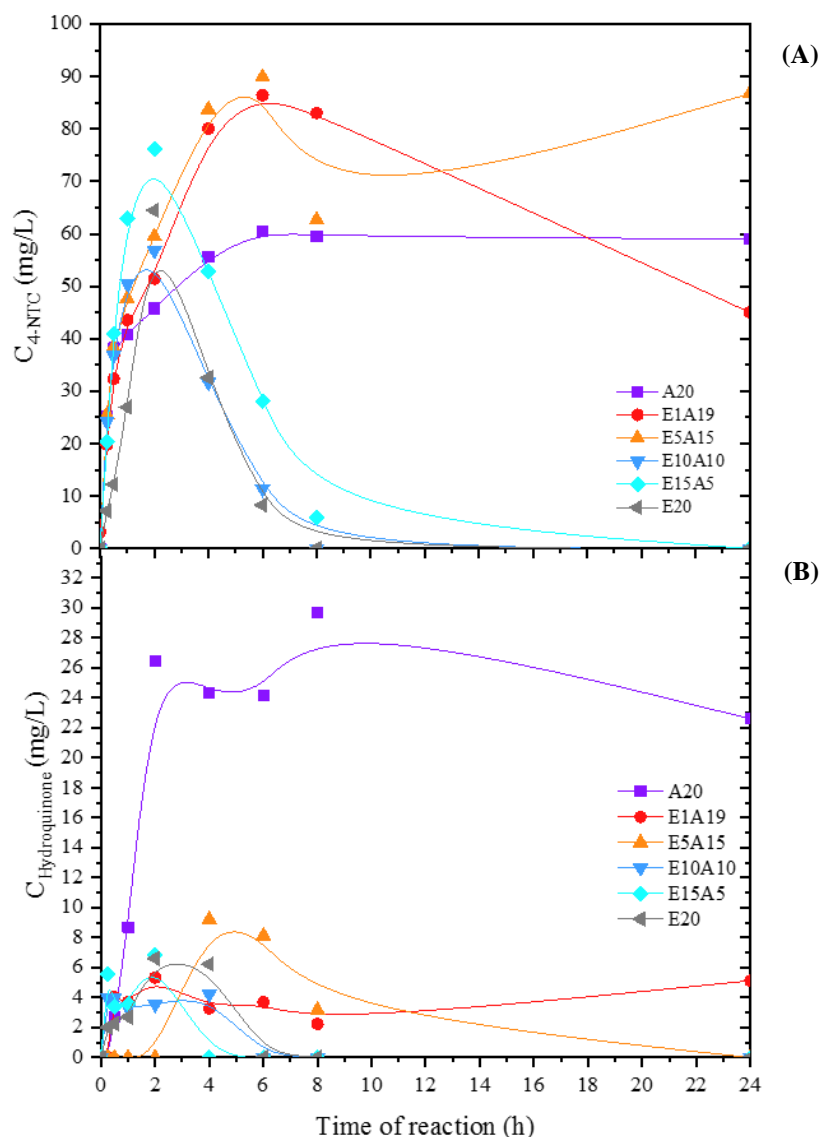 (A)
C4-NTC (mg/L)
100
90
80
70
60
50
40
30
20
10
0
A20
E1A19
E5A15
E10A10
E15A5
E20
(B)
CHydroquinone (mg/L)
32
30
28
26
24
22
20
18
16
14
12
10
8
6
4
2
0
A20
E1A19
E5A15
E10A10
E15A5
E20
0 2 4 6 8 10 12 14 16 18 20 22 24
Time of reaction (h)